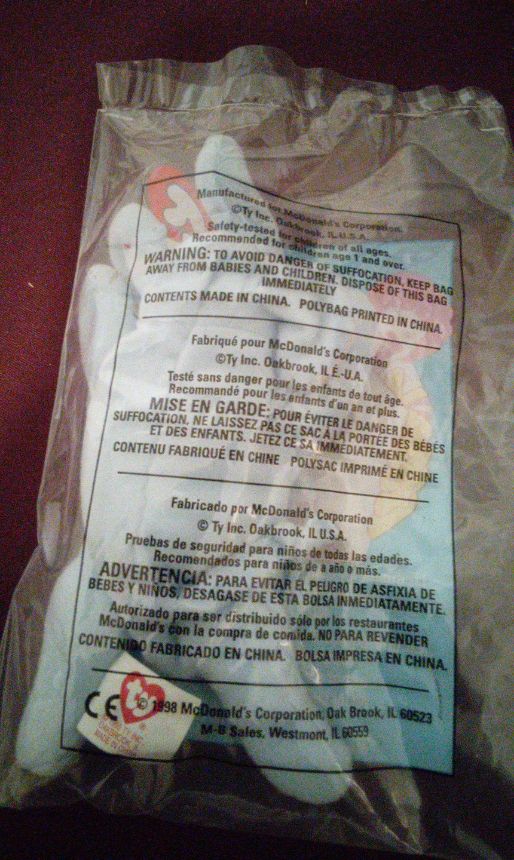 Manufactured for McDonald's Corporation.
©Ty Inc. Oakbrook, IL U.S.A.
Safety-tested for children of all ages.
Recommended for children age 1 and over.
WARNING: TO AVOID DANGER OF SUFFOCATION, KEEP BAG
AWAY FROM BABIES AND CHILDREN. DISPOSE OF THIS BAG
IMMEDIATELY
CONTENTS MADE IN CHINA. POLYBAG PRINTED IN CHINA.
Fabriqué pour McDonald's Corporation
©Ty Inc. Oakbrook, IL É.-U.A.
Testé sans danger pour les enfants de tout âge.
Recommandé pour les enfants d'un an et plus.
MISE EN GARDE: POUR ÉVITER LE DANGER DE
SUFFOCATION, NE LAISSEZ PAS CE SAC À LA PORTÉE DES BÉBÉS
ET DES ENFANTS. JETEZ CE SA IMMÉDIATEMENT.
CONTENU FABRIQUÉ EN CHINE POLYSAC IMPRIMÉ EN CHINE
Fabricado por McDonald's Corporation
© Ty Inc. Oakbrook, IL U.S.A.
Pruebas de seguridad para niños de todas las edades.
Recomendados para niños de a año o más.
ADVERTENCIA: PARA EVITAR EL PELIGRO DE ASFIXIA DE
BEBES Y NIÑOS, DESAGASE DE ESTA BOLSA INMEDIATAMENTE.
Autorizado para ser distribuido sólo por los restaurantes
McDonald's con la compra de comida. NO PARA REVENDER
CONTENIDO FABRICADO EN CHINA. BOLSA IMPRESA EN CHINA.
CE © 1998 McDonald's Corporation, Oak Brook, IL 60523
M-B Sales, Westmont, IL 60559